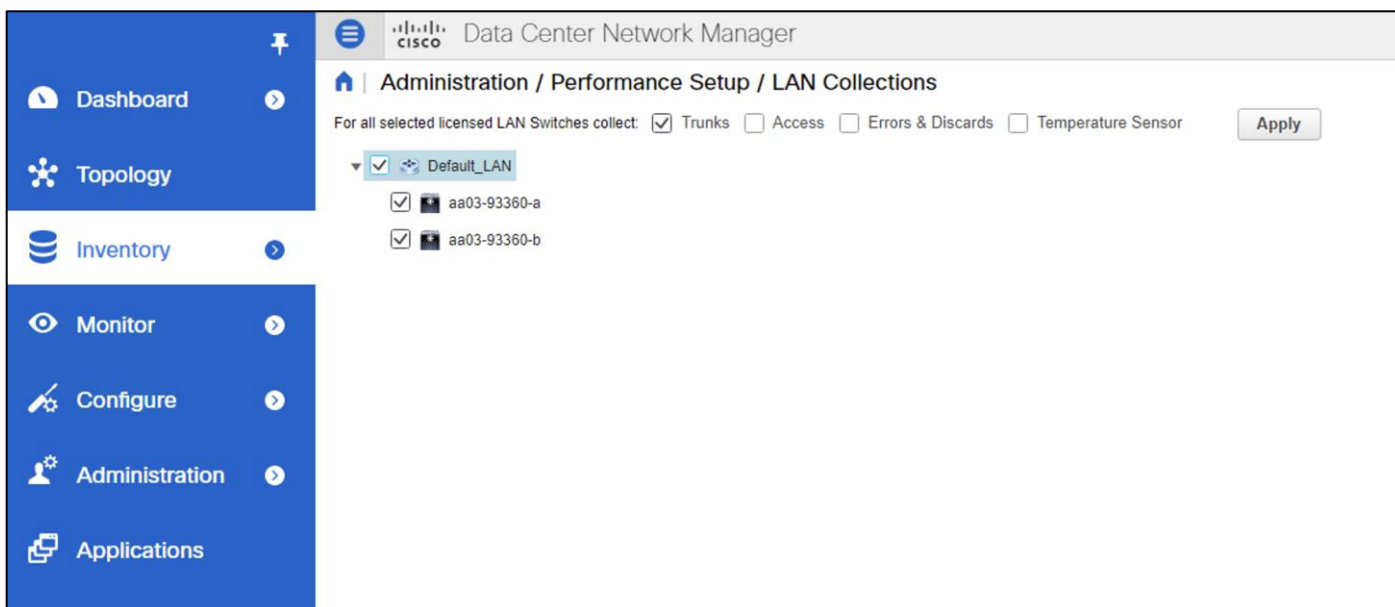 cisco Data Center Network Manager
Administration / Performance Setup / LAN Collections
For all selected licensed LAN Switches collect: Trunks Access Errors & Discards Temperature Sensor Apply
Default_LAN
aa03-93360-a
aa03-93360-b
Dashboard
Topology
Inventory
Monitor
Configure
Administration
Applications